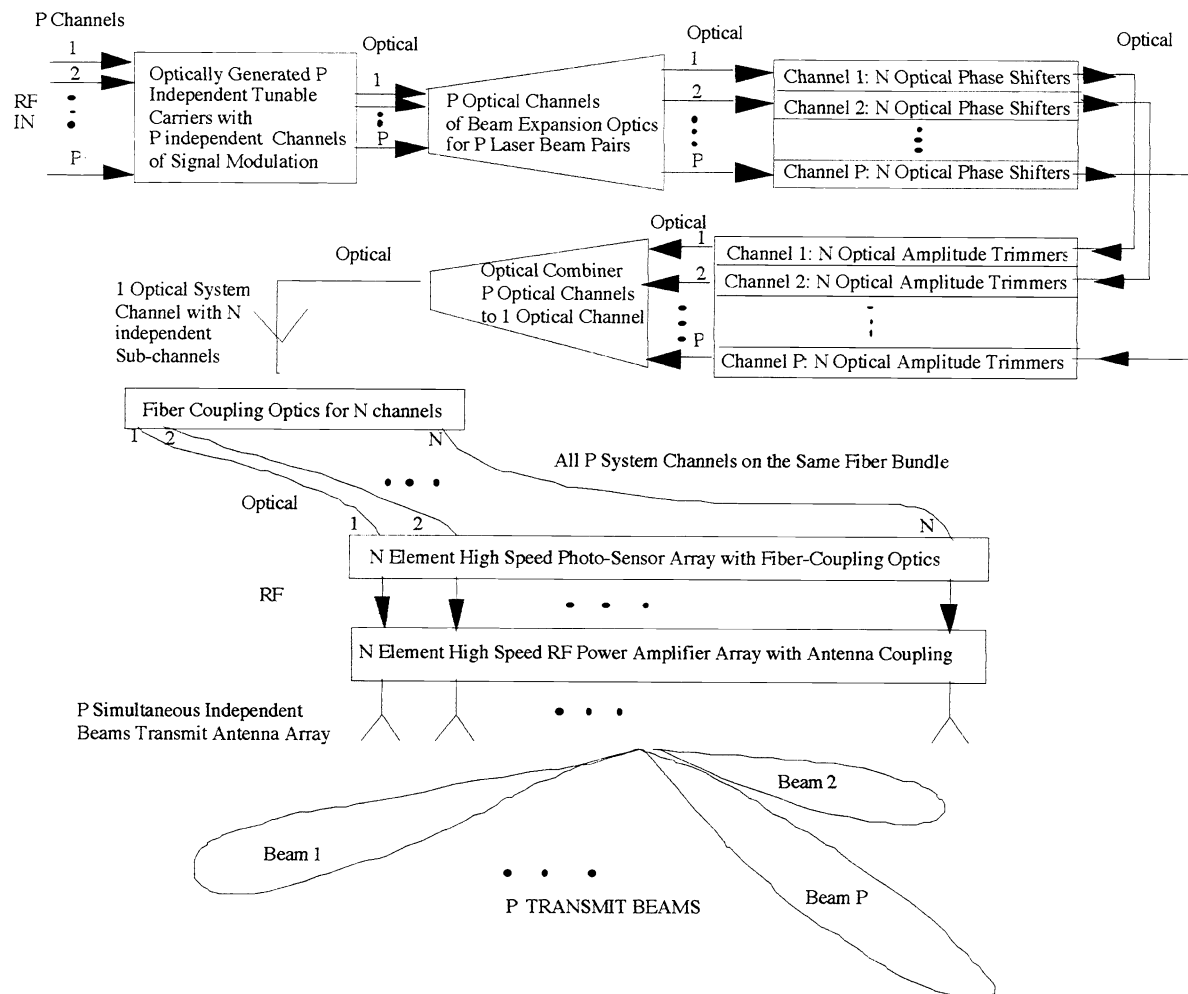 P Channels
1
2
RF
IN
P
Optically Generated P
Independent Tunable
Carriers with
P independent Channels
of Signal Modulation
Optical
1
P
P Optical Channels
of Beam Expansion Optics
for P Laser Beam Pairs
Optical
1
2
P
Channel 1: N Optical Phase Shifters
Channel 2: N Optical Phase Shifters
Channel P: N Optical Phase Shifters
Optical
Channel 1: N Optical Amplitude Trimmers
Channel 2: N Optical Amplitude Trimmers
Channel P: N Optical Amplitude Trimmers
Optical
1
2
P
Optical Combiner
P Optical Channels
to 1 Optical Channel
Optical
1 Optical System
Channel with N
independent
Sub-channels
Fiber Coupling Optics for N channels
1
2
N
All P System Channels on the Same Fiber Bundle
Optical
1
2
N
N Element High Speed Photo-Sensor Array with Fiber-Coupling Optics
RF
N Element High Speed RF Power Amplifier Array with Antenna Coupling
P Simultaneous Independent
Beams Transmit Antenna Array
Beam 1
Beam 2
Beam P
P TRANSMIT BEAMS